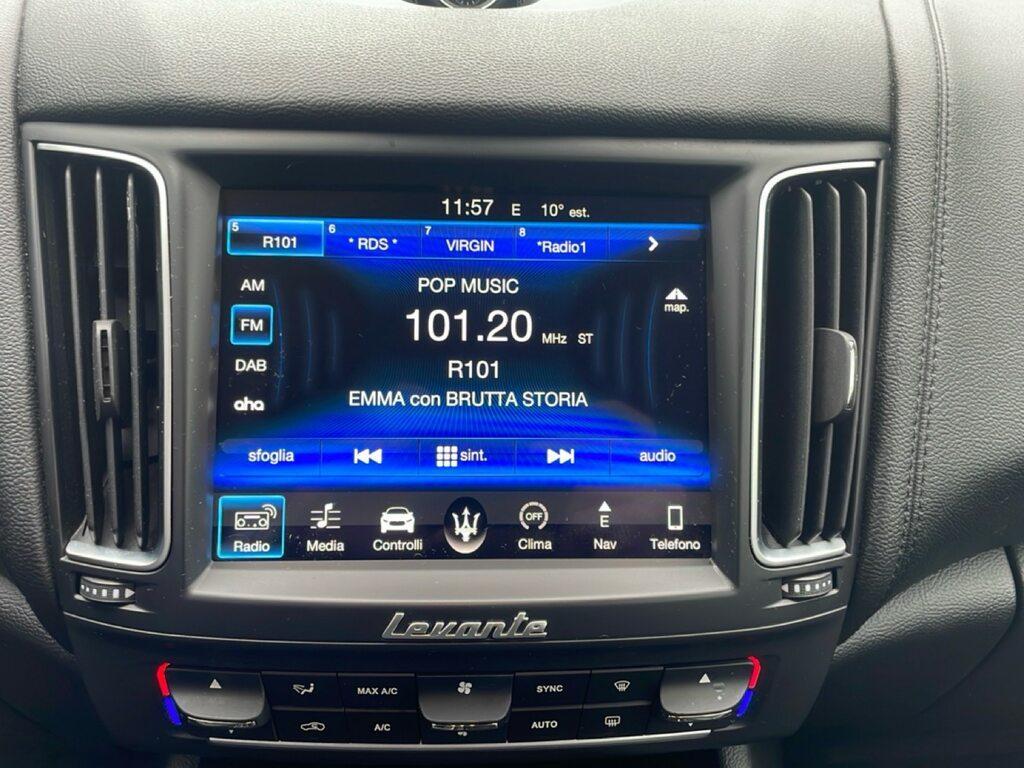 11:57 E 10° est.
5 R101 6 * RDS * 7 VIRGIN 8 *Radio1
AM POP MUSIC map.
FM 101.20 MHz ST
DAB R101
aha EMMA con BRUTTA STORIA
sfoglia sint. audio
OFF E
Radio Media Controlli Clima Nav Telefono
Levante
MAX A/C SYNC
A/C AUTO